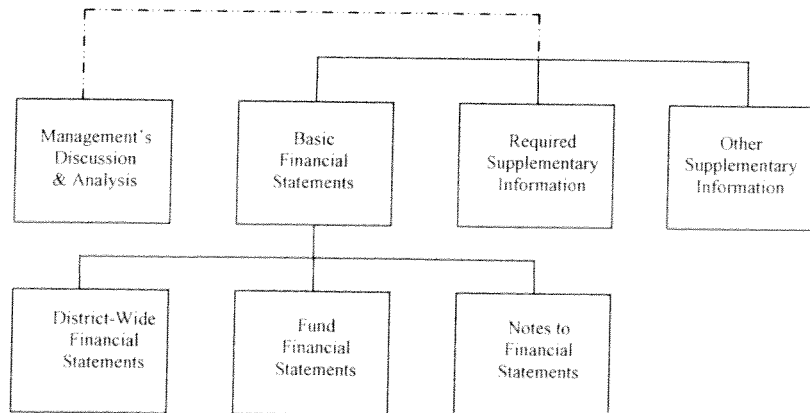 Management's
Discussion
& Analysis
Basic
Financial
Statements
Required
Supplementary
Information
Other
Supplementary
Information
District-Wide
Financial
Statements
Fund
Financial
Statements
Notes to
Financial
Statements